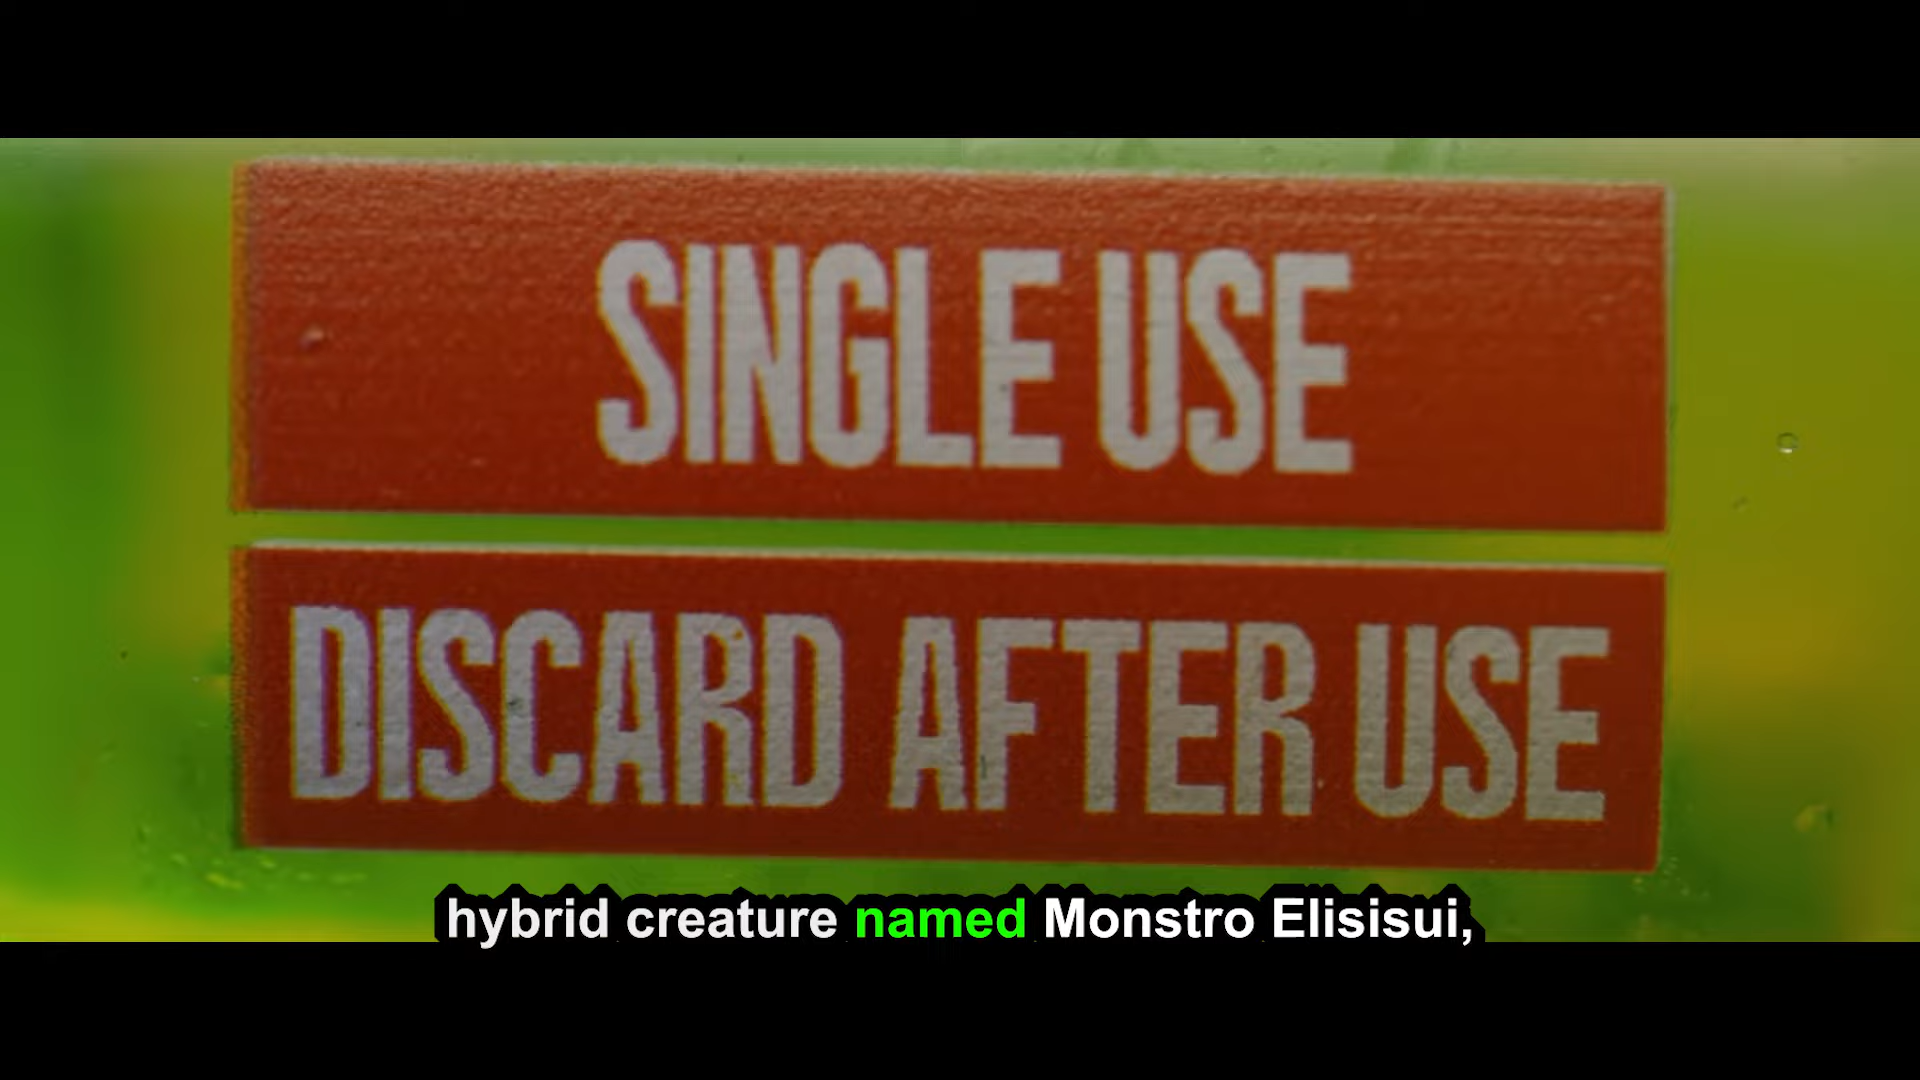 SINGLE USE
DISCARD AFTER USE
hybrid creature named Monstro Elisisui,